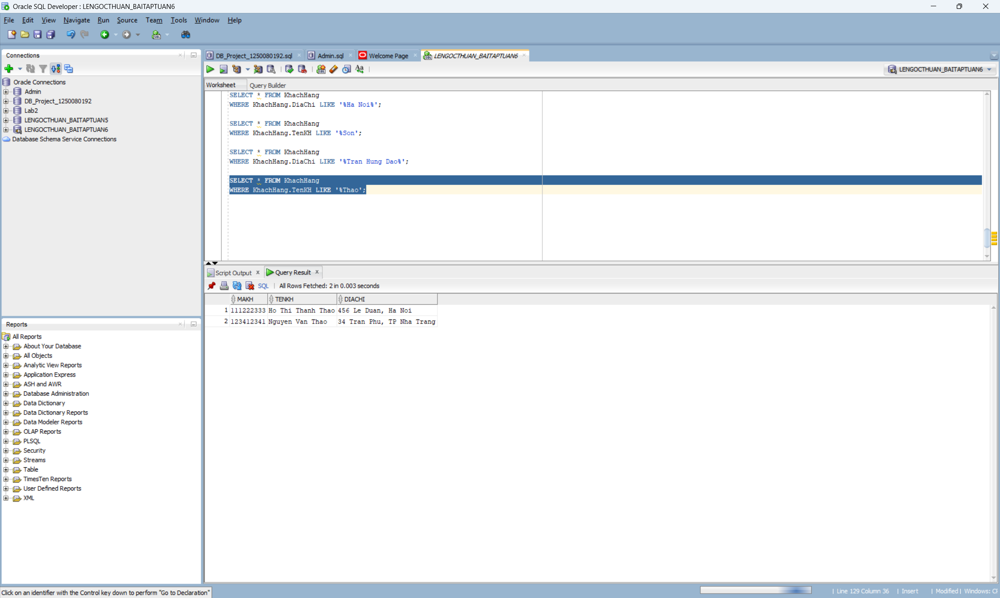 Oracle SQL Developer : LENGOCTHUAN_BAITAPTUAN6
File Edit View Navigate Run Source Team Tools Window Help
Connections
Oracle Connections
Admin
DB_Project_1250080192
Lab2
LENGOCTHUAN_BAITAPTUAN5
LENGOCTHUAN_BAITAPTUAN6
Database Schema Service Connections
Reports
All Reports
About Your Database
All Objects
Analytic View Reports
Application Express
ASH and AWR
Database Administration
Data Dictionary
Data Dictionary Reports
Data Modeler Reports
OLAP Reports
PLSQL
Security
Streams
Table
TimesTen Reports
User Defined Reports
XML
DB_Project_1250080192.sql Admin.sql Welcome Page LENGOCTHUAN_BAITAPTUAN6
LENGOCTHUAN_BAITAPTUAN6
Worksheet Query Builder
SELECT * FROM KhachHang
WHERE KhachHang.DiaChi LIKE '%Ha Noi%';
SELECT * FROM KhachHang
WHERE KhachHang.TenKH LIKE '%Son';
SELECT * FROM KhachHang
WHERE KhachHang.DiaChi LIKE '%Tran Hung Dao%';
SELECT * FROM KhachHang
WHERE KhachHang.TenKH LIKE '%Thao';
Script Output x Query Result x
SQL | All Rows Fetched: 2 in 0.003 seconds
MAKH TENKH DIACHI
1 111222333 Ho Thi Thanh Thao 456 Le Duan, Ha Noi
2 123412341 Nguyen Van Thao 34 Tran Phu, TP Nha Trang
Click on an identifier with the Control key down to perform "Go to Declaration"
| Line 129 Column 36 | Insert | Modified | Windows: